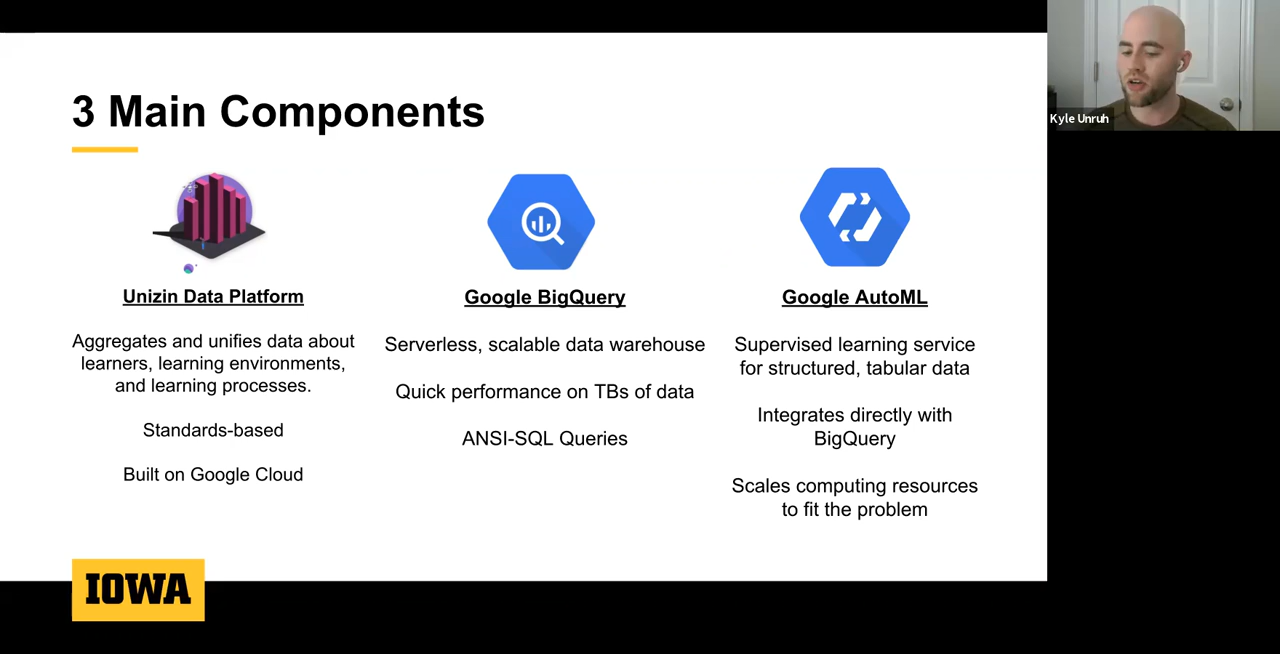 3 Main Components
Unizin Data Platform
Aggregates and unifies data about
learners, learning environments,
and learning processes.
Standards-based
Built on Google Cloud
Google BigQuery
Serverless, scalable data warehouse
Quick performance on TBs of data
ANSI-SQL Queries
Google AutoML
Supervised learning service
for structured, tabular data
Integrates directly with
BigQuery
Scales computing resources
to fit the problem
IOWA
Kyle Unruh